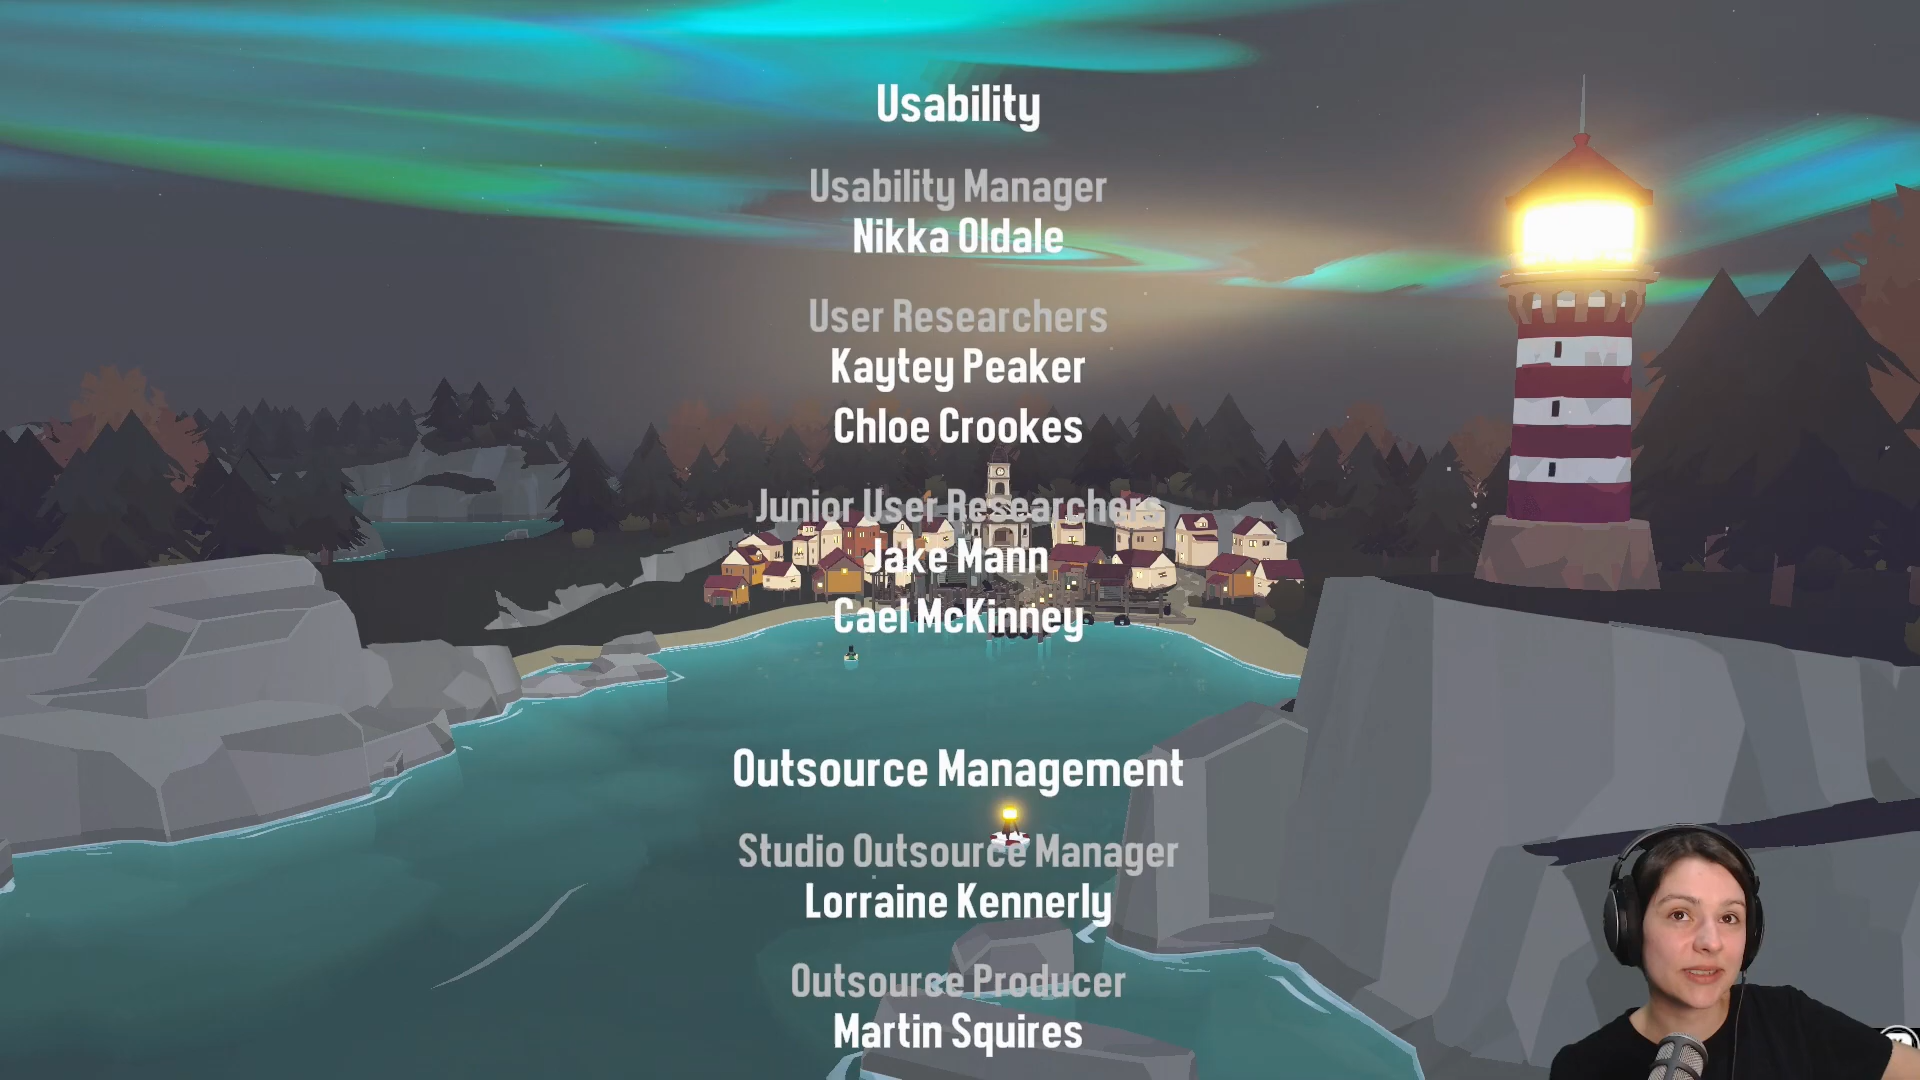 Usability
Usability Manager
Nikka Oldale
User Researchers
Kaytey Peaker
Chloe Crookes
Junior User Researchers
Jake Mann
Cael McKinney
Outsource Management
Studio Outsource Manager
Lorraine Kennerly
Outsource Producer
Martin Squires